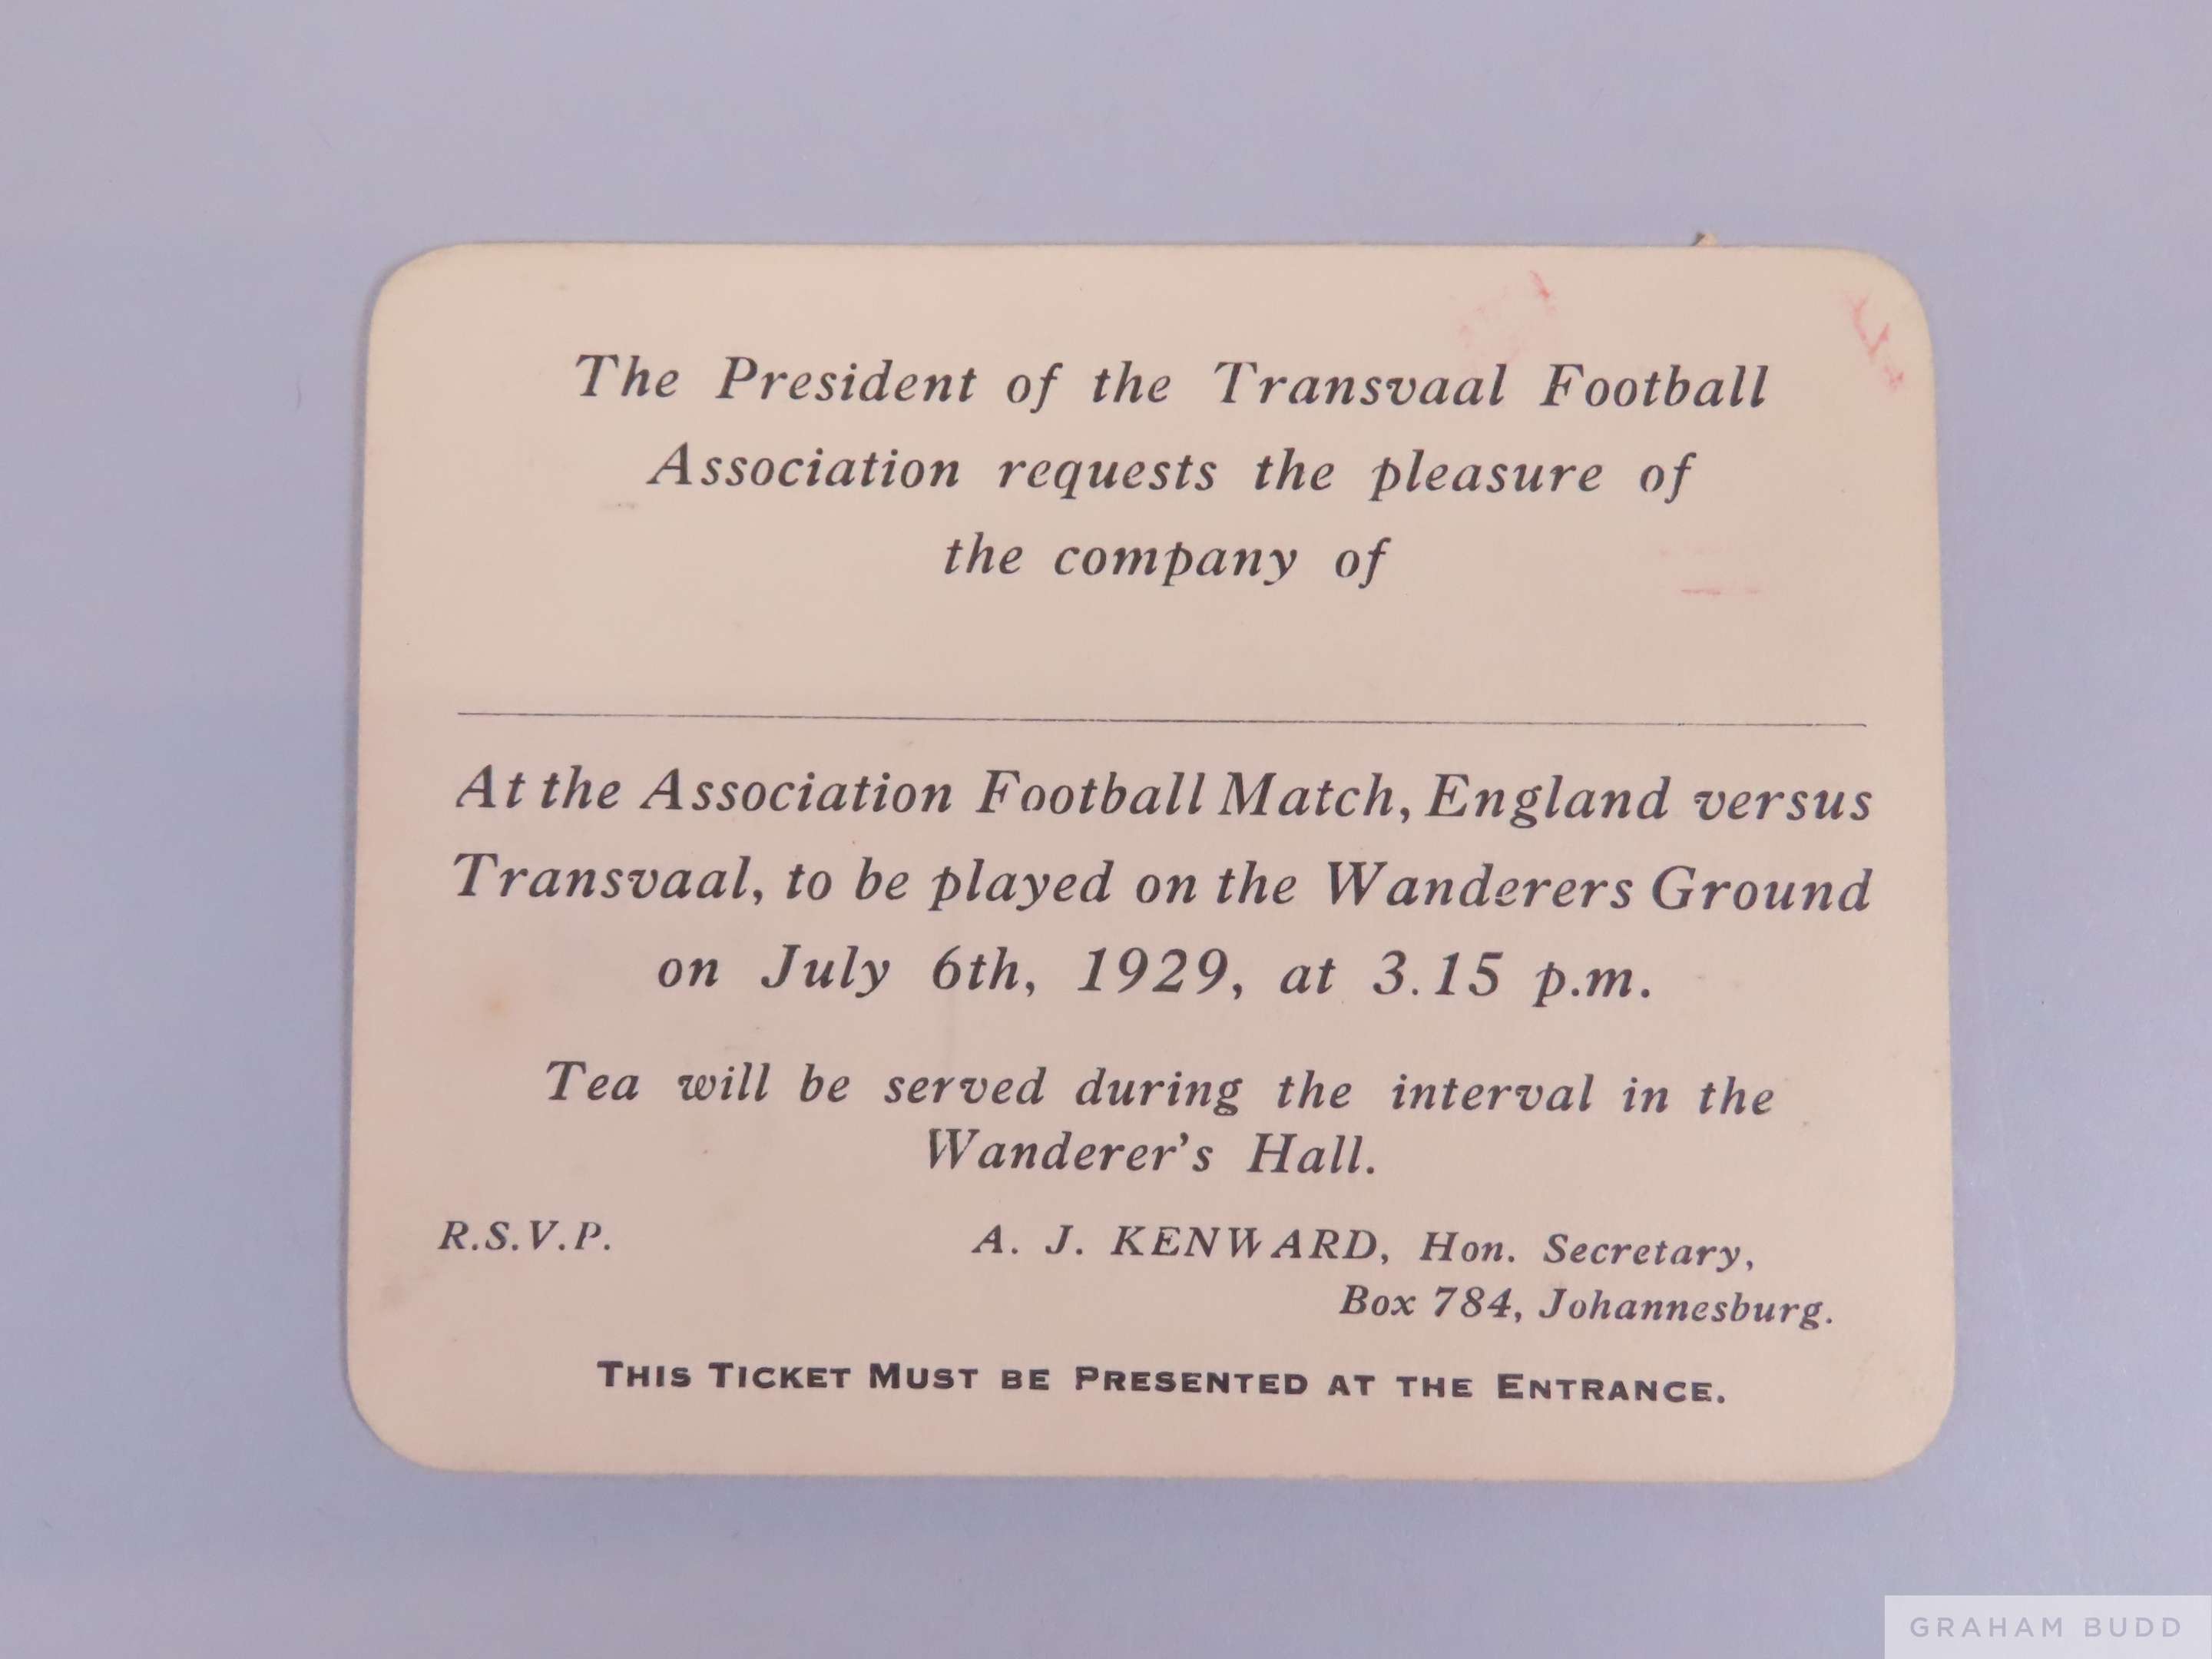 The President of the Transvaal Football
Association requests the pleasure of
the company of
At the Association Football Match, England versus
Transvaal, to be played on the Wanderers Ground
on July 6th, 1929, at 3.15 p.m.
Tea will be served during the interval in the
Wanderer's Hall.
R.S.V.P.
A. J. KENWARD, Hon. Secretary,
Box 784, Johannesburg.
THIS TICKET MUST BE PRESENTED AT THE ENTRANCE.
GRAHAM BUDD